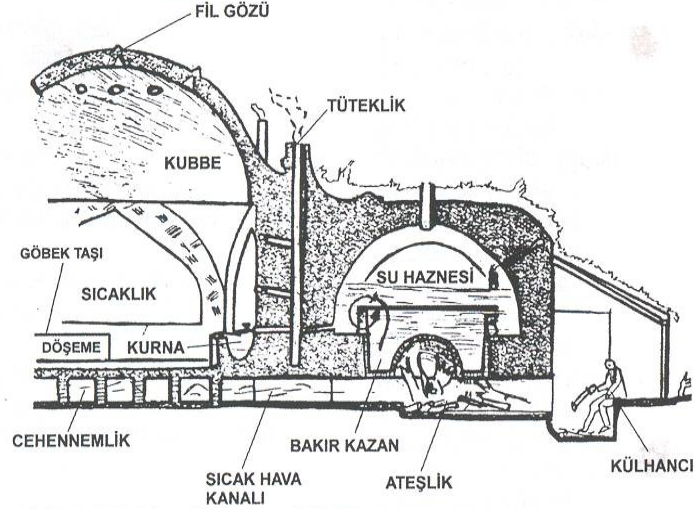 FİL GÖZÜ
TÜTEKLİK
KUBBE
GÖBEK TAŞI
SU HAZNESİ
SICAKLIK
DÖŞEME
KURNA
CEHENNEMLİK
BAKIR KAZAN
KÜLHANCI
SICAK HAVA
KANALI
ATEŞLİK